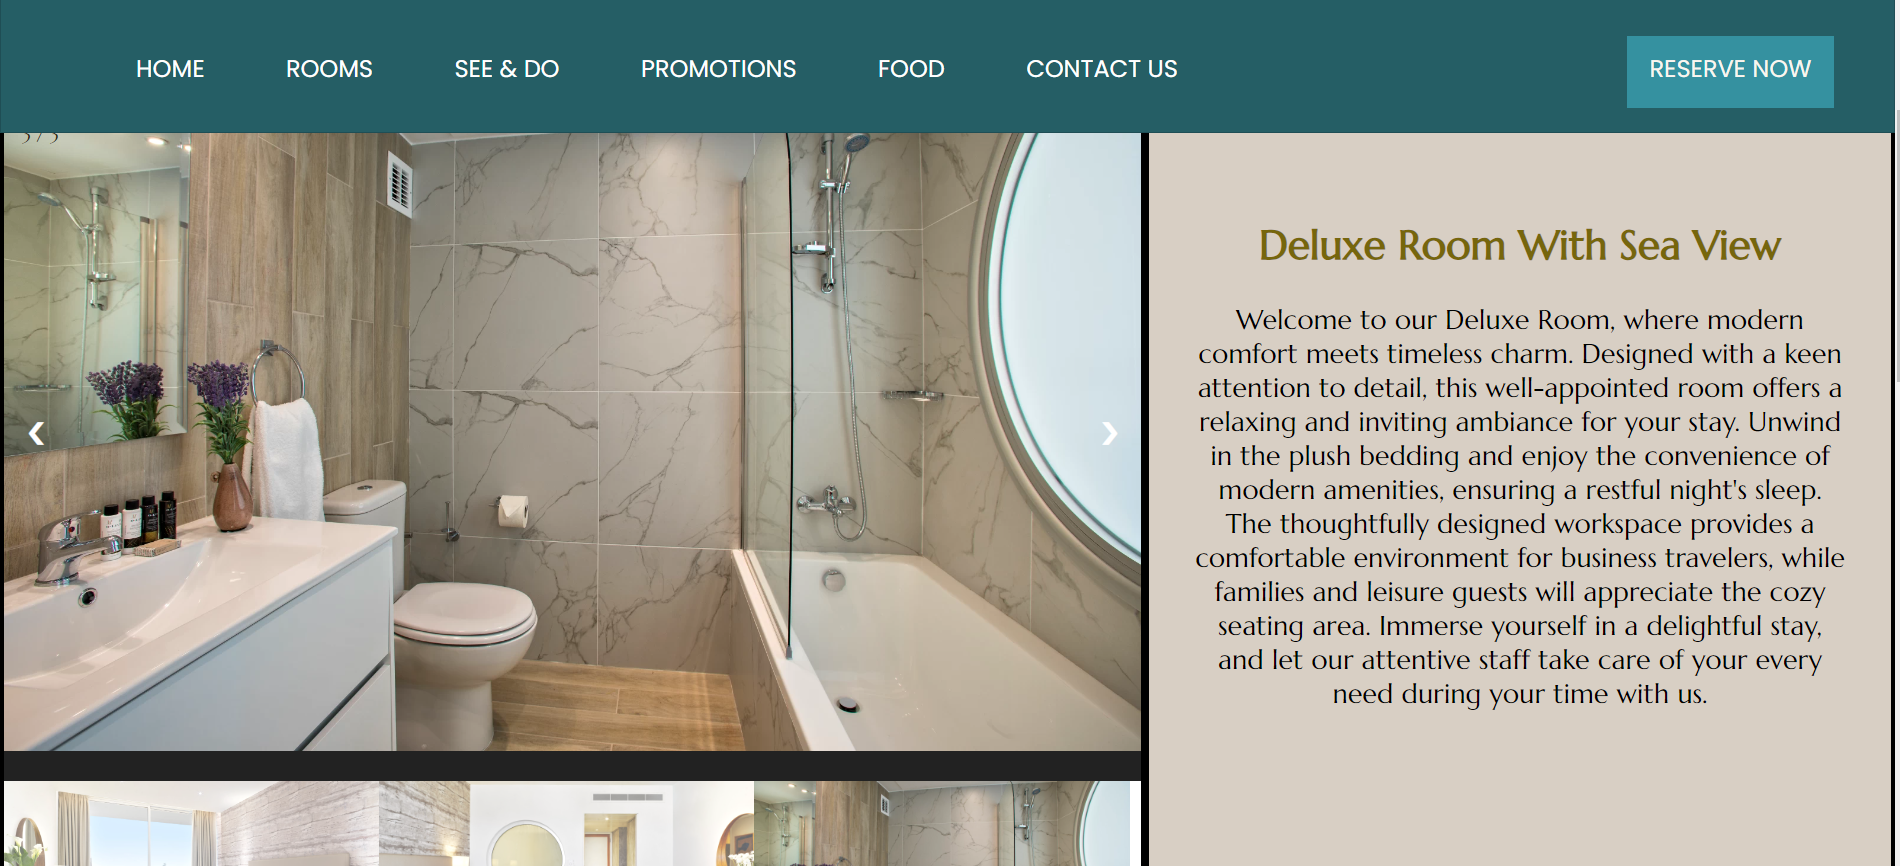 HOME ROOMS SEE & DO PROMOTIONS FOOD CONTACT US RESERVE NOW
Deluxe Room With Sea View
Welcome to our Deluxe Room, where modern
comfort meets timeless charm. Designed with a keen
attention to detail, this well-appointed room offers a
relaxing and inviting ambiance for your stay. Unwind
in the plush bedding and enjoy the convenience of
modern amenities, ensuring a restful night's sleep.
The thoughtfully designed workspace provides a
comfortable environment for business travelers, while
families and leisure guests will appreciate the cozy
seating area. Immerse yourself in a delightful stay,
and let our attentive staff take care of your every
need during your time with us.